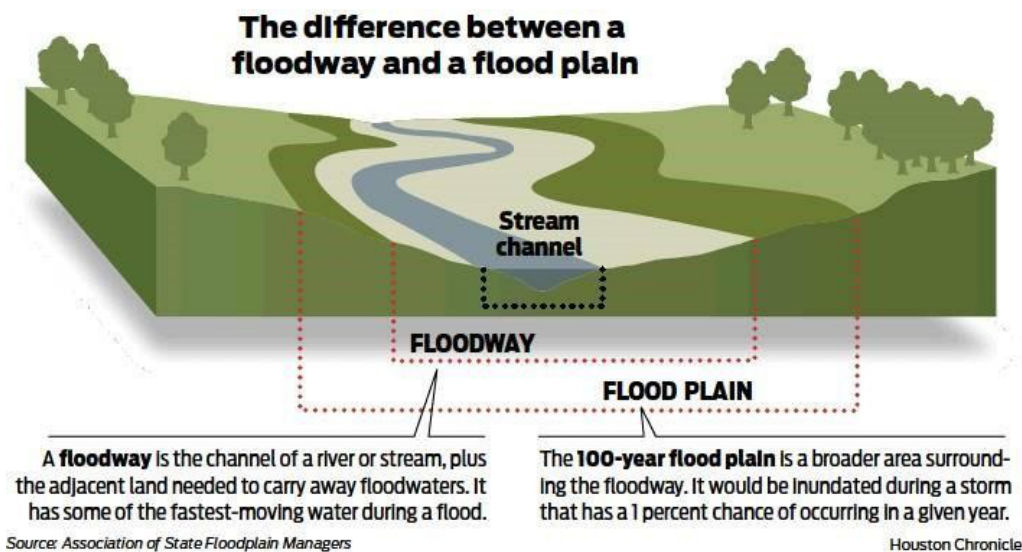 The difference between a
floodway and a flood plain
Stream
channel
FLOODWAY
FLOOD PLAIN
A floodway is the channel of a river or stream, plus
the adjacent land needed to carry away floodwaters. It
has some of the fastest-moving water during a flood.
The 100-year flood plain is a broader area surround-
ing the floodway. It would be inundated during a storm
that has a 1 percent chance of occurring in a given year.
Source: Association of State Floodplain Managers
Houston Chronicle